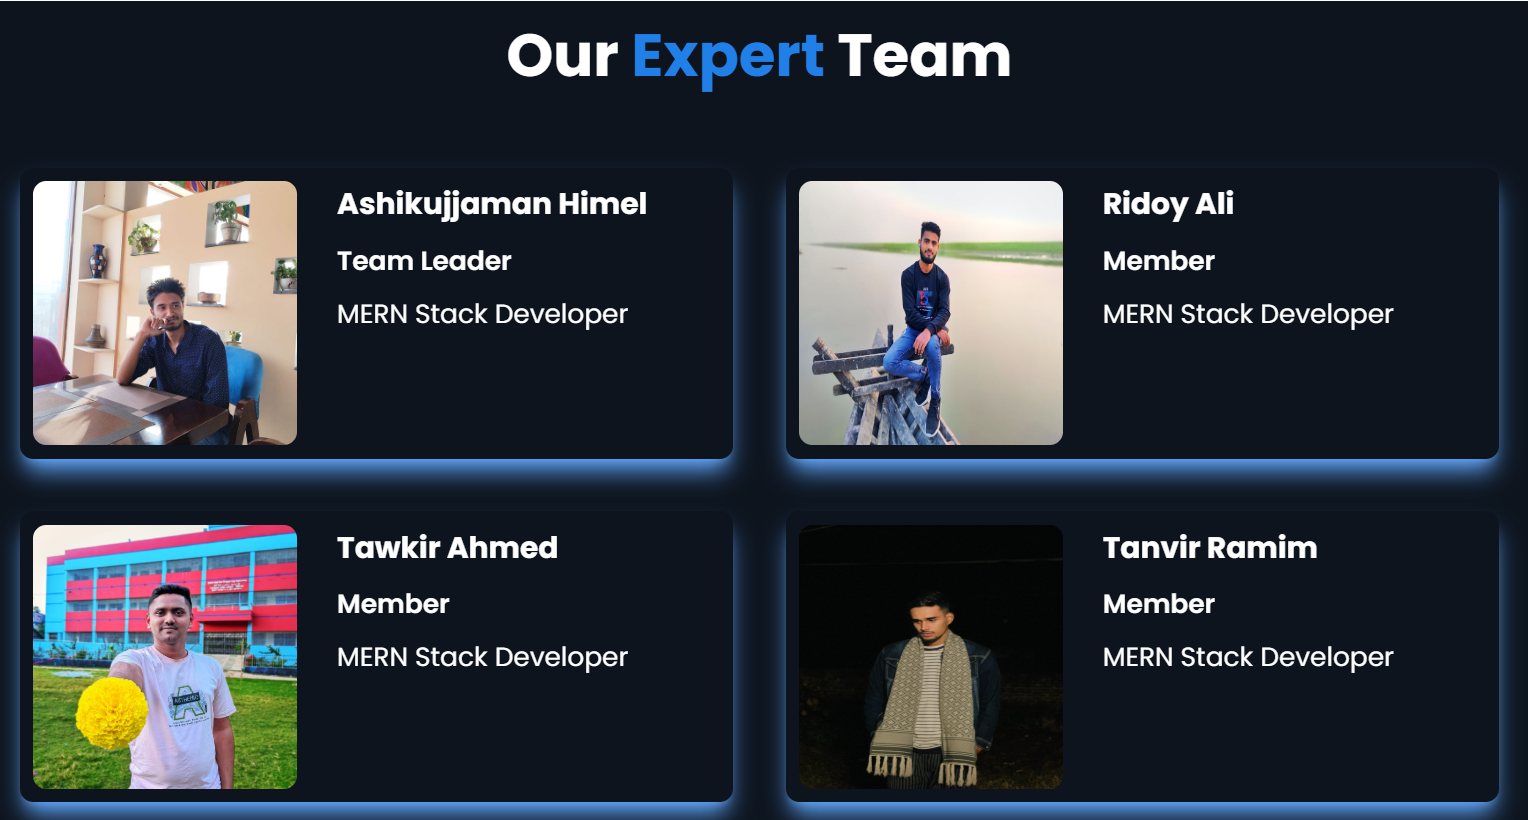 Our Expert Team
Ashikujjaman Himel
Team Leader
MERN Stack Developer
Ridoy Ali
Member
MERN Stack Developer
Tawkir Ahmed
Member
MERN Stack Developer
Tanvir Ramim
Member
MERN Stack Developer